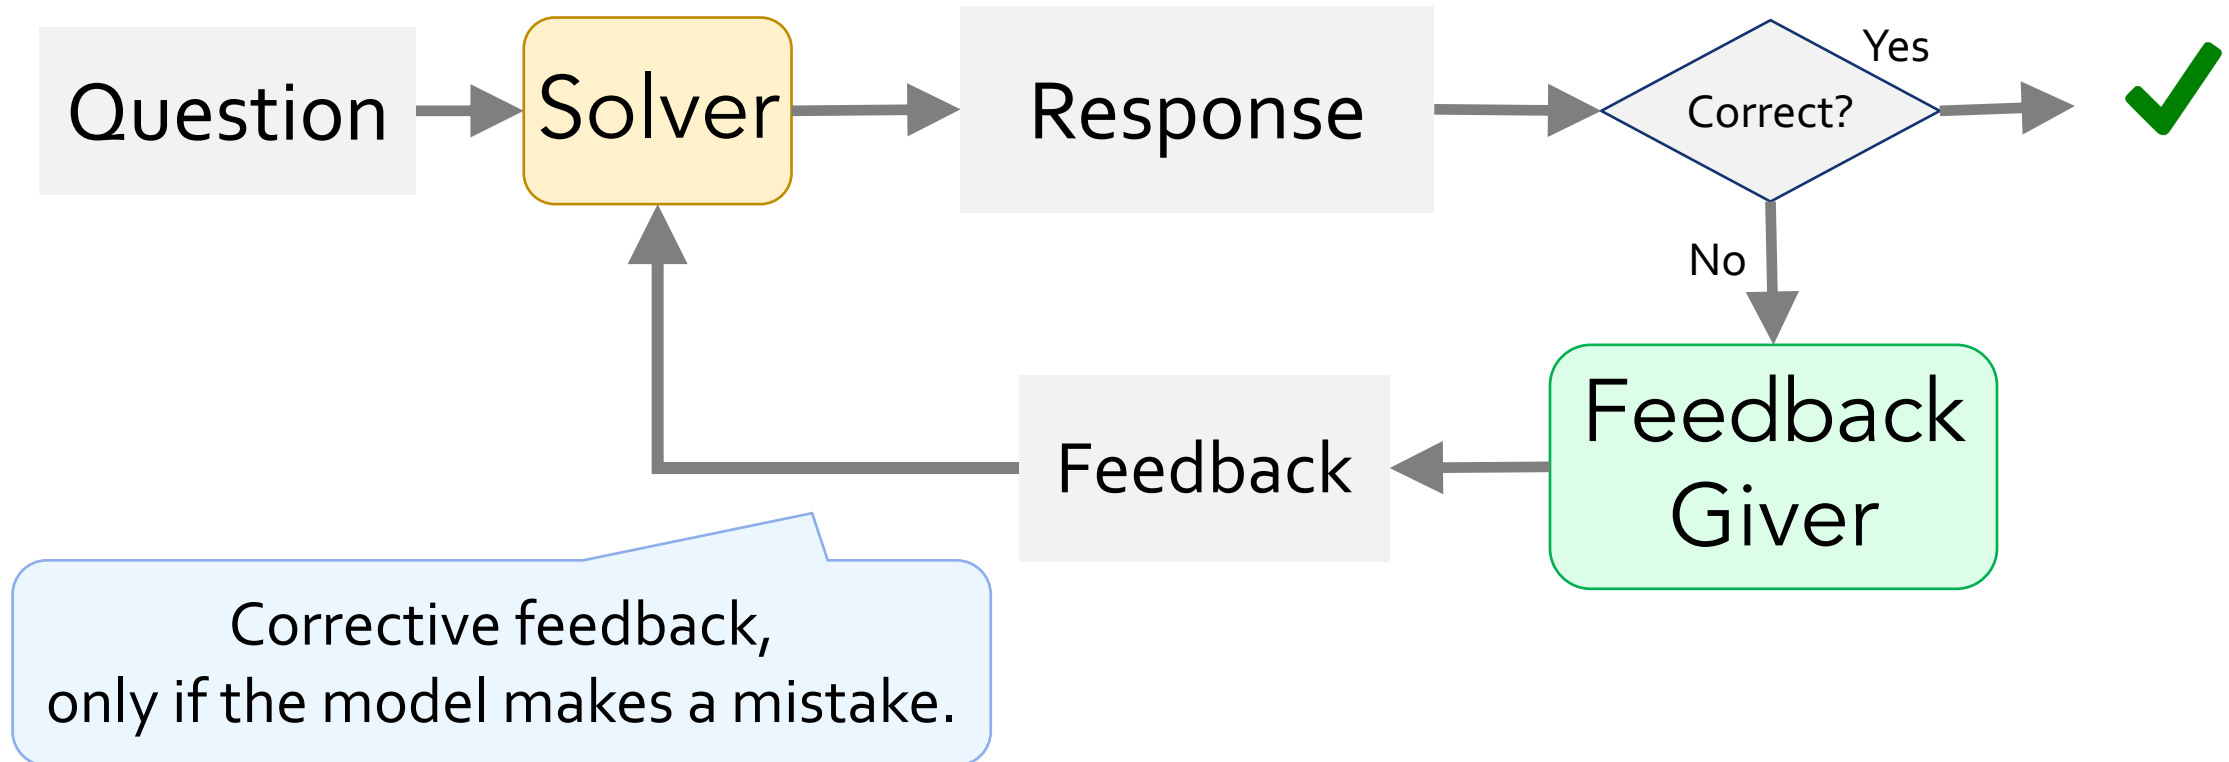 Question
Solver
Response
Correct?
Yes
No
Feedback
Giver
Feedback
Corrective feedback,
only if the model makes a mistake.